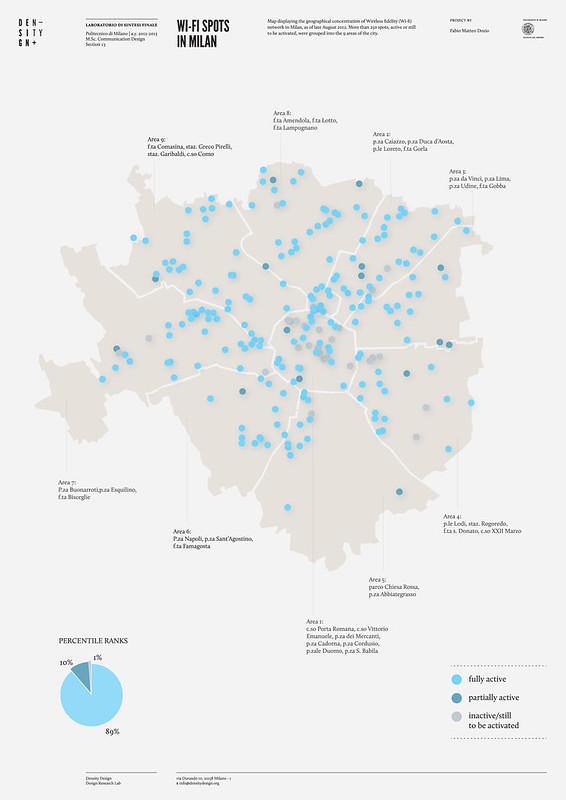 DEN—
SITY
GN+
LABORATORIO DI SINTESI FINALE
Politecnico di Milano | a.y. 2012-2013
M.Sc. Communication Design
Section c3
WI-FI SPOTS
IN MILAN
Map displaying the geographical concentration of Wireless fidelity (Wi-fi)
network in Milan, as of late August 2012. More than 250 spots, active or still
to be activated, were grouped into the 9 areas of the city.
PROJECT BY
Fabio Matteo Dozio
POLITECNICO DI MILANO
Area 8:
f.ta Amendola, f.ta Lotto,
f.ta Lampugnano
Area 9:
f.ta Comasina, staz. Greco Pirelli,
staz. Garibaldi, c.so Como
Area 2:
p.za Caiazzo, p.za Duca d'Aosta,
p.le Loreto, f.ta Gorla
Area 3:
p.za da Vinci, p.za Lima,
p.za Udine, f.ta Gobba
Area 7:
P.za Buonarroti,p.za Esquilino,
f.ta Bisceglie
Area 6:
P.za Napoli, p.za Sant'Agostino,
f.ta Famagosta
Area 4:
p.le Lodi, staz. Rogoredo,
f.ta s. Donato, c.so XXII Marzo
Area 5:
parco Chiesa Rossa,
p.za Abbiategrasso
Area 1:
c.so Porta Romana, c.so Vittorio
Emanuele, p.za dei Mercanti,
p.za Cadorna, p.za Cordusio,
p.zale Duomo, p.za S. Babila
PERCENTILE RANKS
10%
1%
89%
fully active
partially active
inactive/still
to be activated
Density Design
Design Research Lab
via Durando 10, 20158 Milano - i
@ info@densitydesign.org